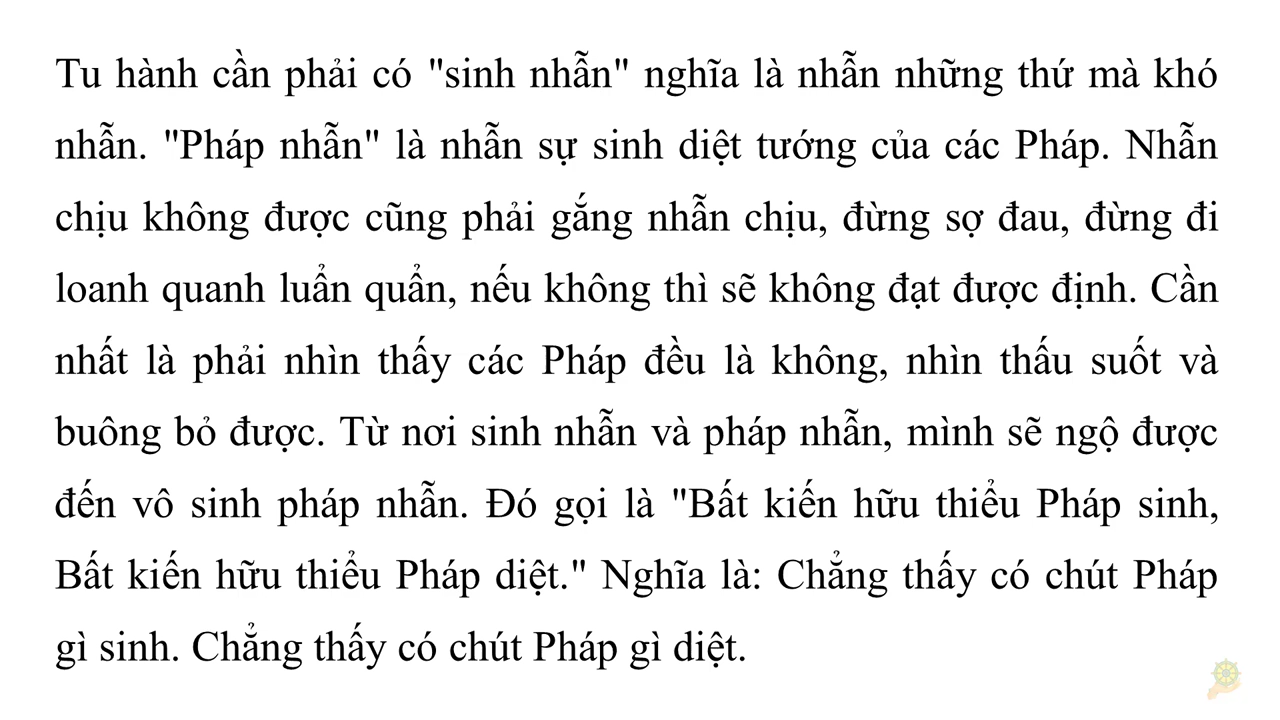 Tu hành cần phải có "sinh nhẫn" nghĩa là nhẫn những thứ mà khó
nhẫn. "Pháp nhẫn" là nhẫn sự sinh diệt tướng của các Pháp. Nhẫn
chịu không được cũng phải gắng nhẫn chịu, đừng sợ đau, đừng đi
loanh quanh luẩn quẩn, nếu không thì sẽ không đạt được định. Cần
nhất là phải nhìn thấy các Pháp đều là không, nhìn thấu suốt và
buông bỏ được. Từ nơi sinh nhẫn và pháp nhẫn, mình sẽ ngộ được
đến vô sinh pháp nhẫn. Đó gọi là "Bất kiến hữu thiểu Pháp sinh,
Bất kiến hữu thiểu Pháp diệt." Nghĩa là: Chẳng thấy có chút Pháp
gì sinh. Chẳng thấy có chút Pháp gì diệt.